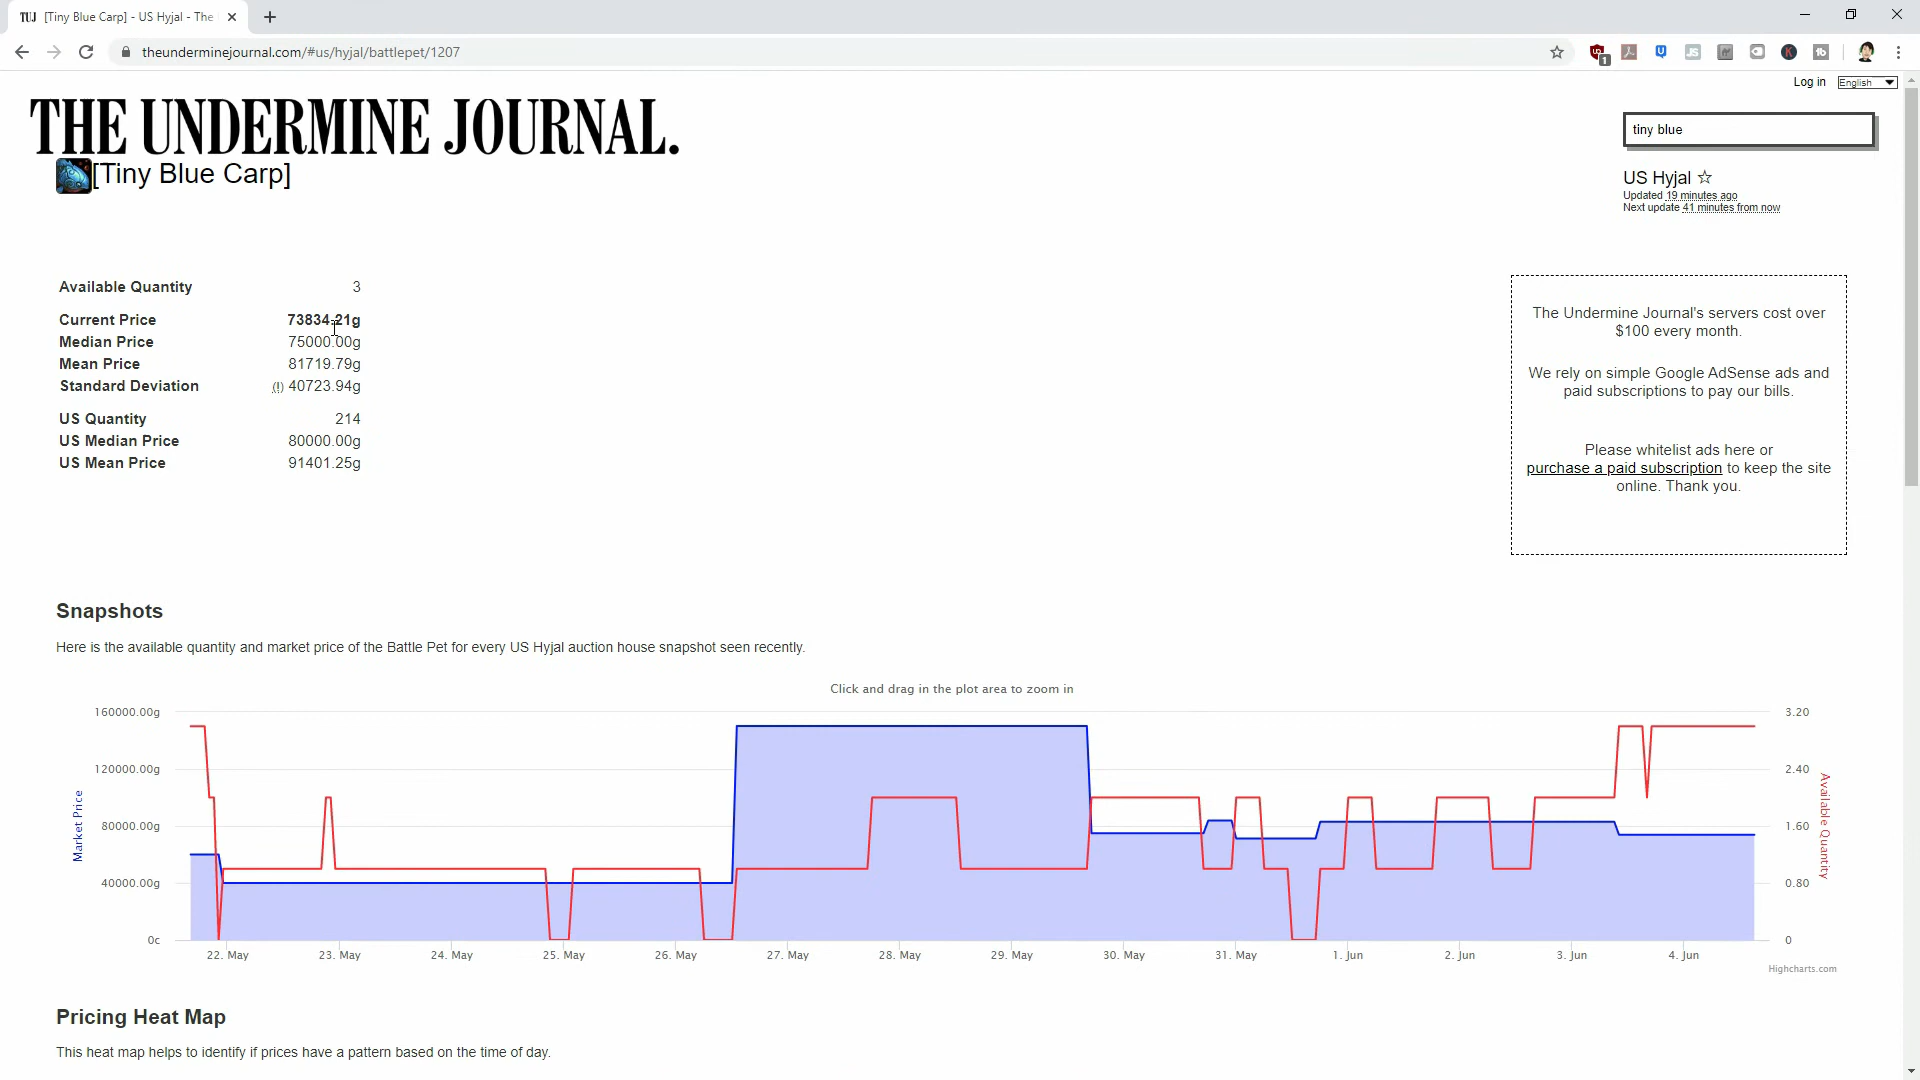 TUJ [Tiny Blue Carp] - US Hyjal - The
theunderminejournal.com/#us/hyjal/battlepet/1207
Log in English
THE UNDERMINE JOURNAL.
tiny blue
[Tiny Blue Carp]
US Hyjal ☆
Updated 19 minutes ago
Next update 41 minutes from now
Available Quantity 3
Current Price 73834.21g
Median Price 75000.00g
Mean Price 81719.79g
Standard Deviation (!) 40723.94g
US Quantity 214
US Median Price 80000.00g
US Mean Price 91401.25g
The Undermine Journal's servers cost over
$100 every month.
We rely on simple Google AdSense ads and
paid subscriptions to pay our bills.
Please whitelist ads here or
purchase a paid subscription to keep the site
online. Thank you.
Snapshots
Here is the available quantity and market price of the Battle Pet for every US Hyjal auction house snapshot seen recently.
Click and drag in the plot area to zoom in
Market Price
160000.00g
120000.00g
80000.00g
40000.00g
0c
3.20
2.40
1.60
0.80
0
Available Quantity
22. May 23. May 24. May 25. May 26. May 27. May 28. May 29. May 30. May 31. May 1. Jun 2. Jun 3. Jun 4. Jun
Highcharts.com
Pricing Heat Map
This heat map helps to identify if prices have a pattern based on the time of day.